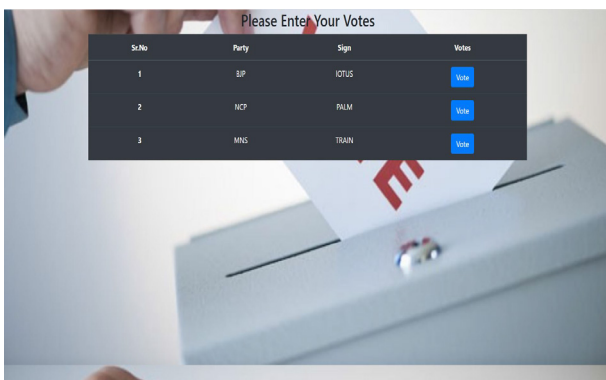 Please Enter Your Votes
Sr.No Party Sign Votes
1 BJP lOTUS Vote
2 NCP PALM Vote
3 MNS TRAIN Vote
E